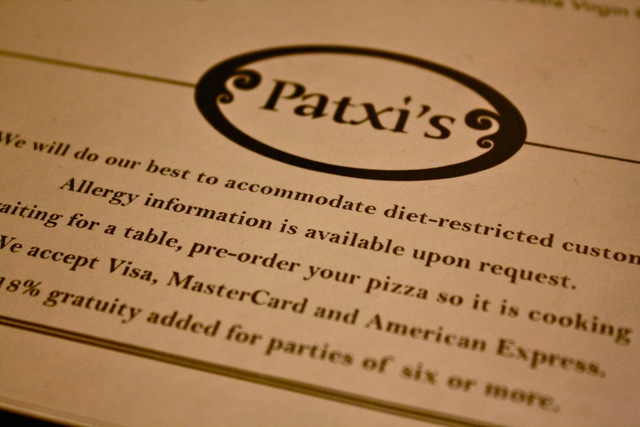 Virgin
Patxi's
We will do our best to accommodate diet-restricted custom
Allergy information is available upon request.
aiting for a table, pre-order your pizza so it is cooking
We accept Visa, MasterCard and American Express.
18% gratuity added for parties of six or more.